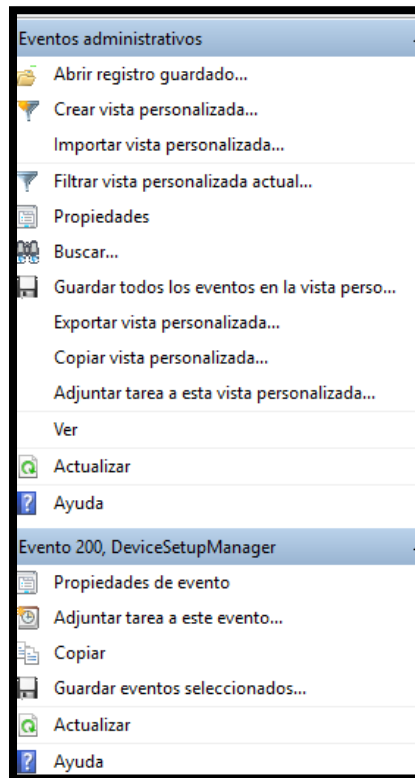 Eventos administrativos
Abrir registro guardado...
Crear vista personalizada...
Importar vista personalizada...
Filtrar vista personalizada actual...
Propiedades
Buscar...
Guardar todos los eventos en la vista perso...
Exportar vista personalizada...
Copiar vista personalizada...
Adjuntar tarea a esta vista personalizada...
Ver
Actualizar
Ayuda
Evento 200, DeviceSetupManager
Propiedades de evento
Adjuntar tarea a este evento...
Copiar
Guardar eventos seleccionados...
Actualizar
Ayuda